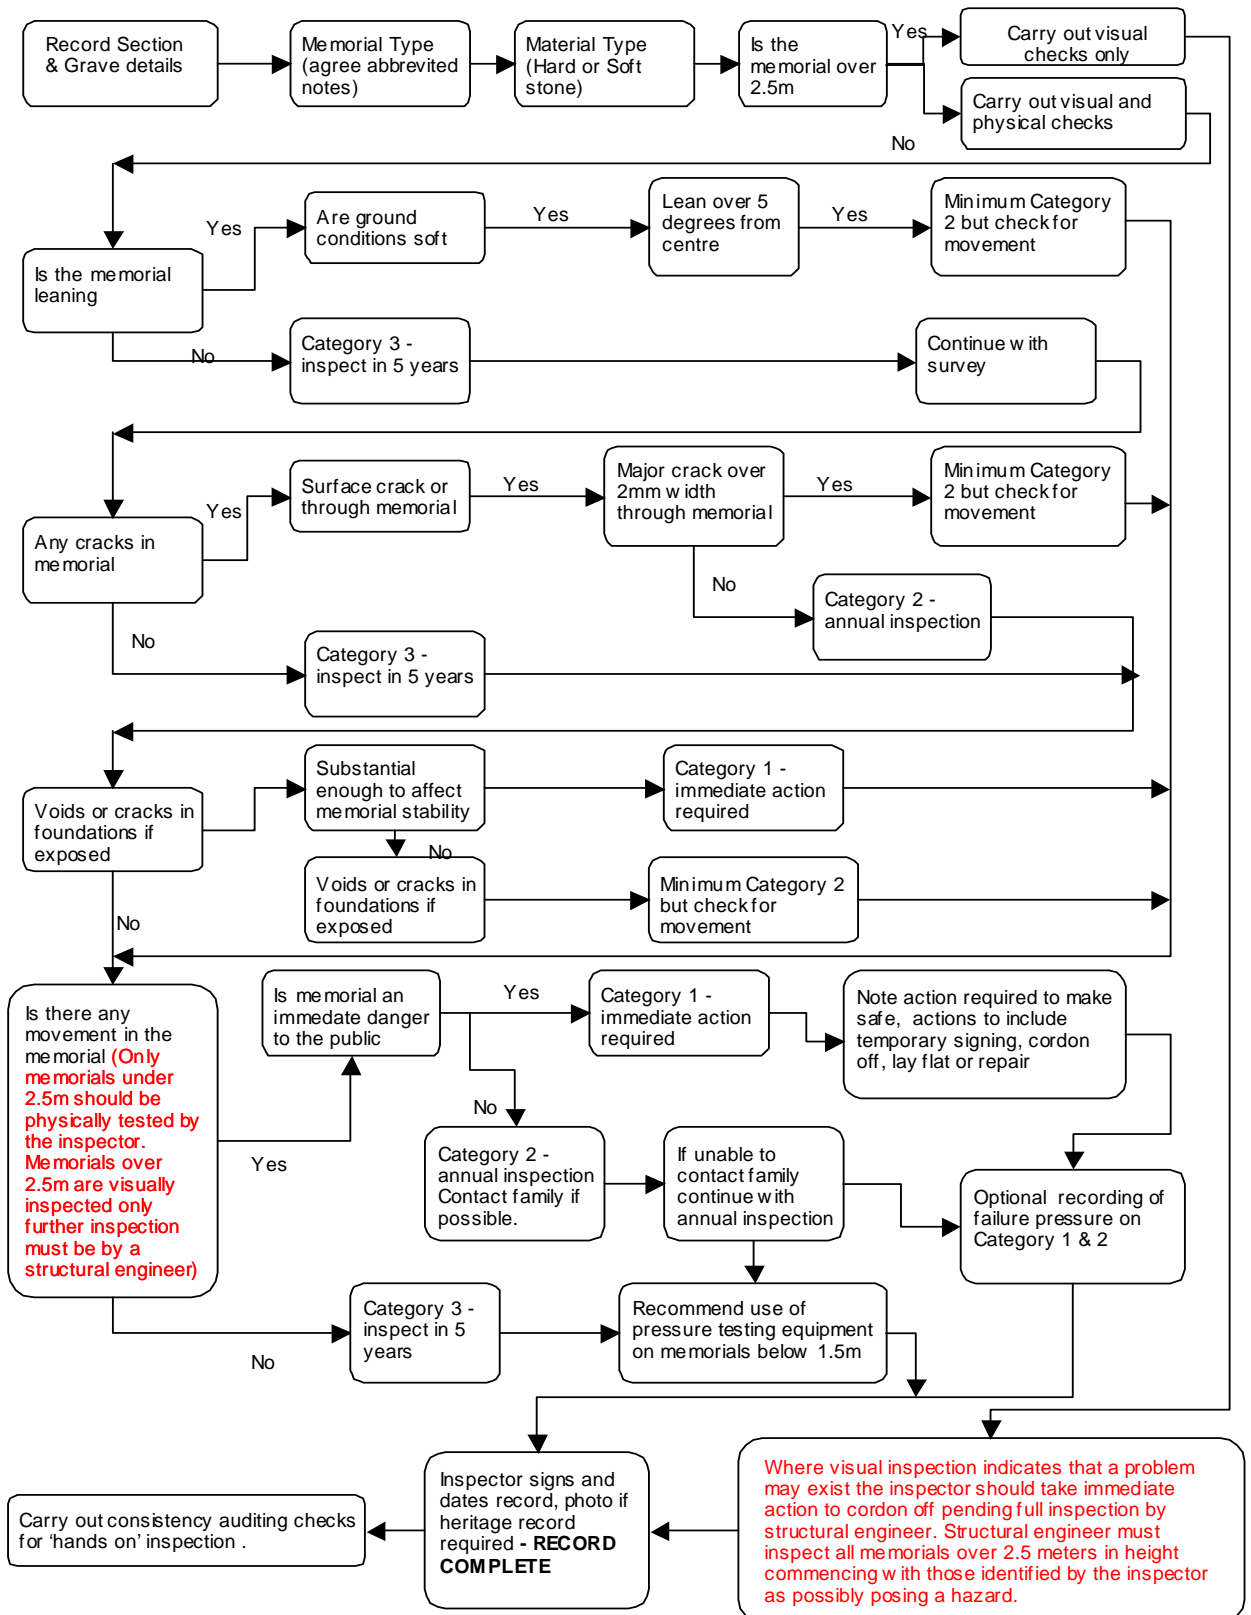 Record Section
& Grave details
Memorial Type
(agree abbrevited
notes)
Material Type
(Hard or Soft
stone)
Is the
memorial over
2.5m
Yes
Carry out visual
checks only
Carry out visual and
physical checks
No
Is the memorial
leaning
Yes
Are ground
conditions soft
Yes
Lean over 5
degrees from
centre
Yes
Minimum Category
2 but check for
movement
No
Category 3 -
inspect in 5 years
Continue with
survey
Any cracks in
memorial
Yes
Surface crack or
through memorial
Yes
Major crack over
2mm width
through memorial
Yes
Minimum Category
2 but check for
movement
No
Category 2 -
annual inspection
No
Category 3 -
inspect in 5 years
Voids or cracks in
foundations if
exposed
Substantial
enough to affect
memorial stability
Category 1 -
immediate action
required
No
Voids or cracks in
foundations if
exposed
Minimum Category 2
but check for
movement
No
Is there any
movement in the
memorial (Only
memorials under
2.5m should be
physically tested by
the inspector.
Memorials over
2.5m are visually
inspected only
further inspection
must be by a
structural engineer)
Yes
Is memorial an
immedate danger
to the public
Yes
Category 1 -
immediate action
required
Note action required to make
safe, actions to include
temporary signing, cordon
off, lay flat or repair
No
Category 2 -
annual inspection
Contact family if
possible.
If unable to
contact family
continue with
annual inspection
Optional recording of
failure pressure on
Category 1 & 2
No
Category 3 -
inspect in 5
years
Recommend use of
pressure testing equipment
on memorials below 1.5m
Where visual inspection indicates that a problem
may exist the inspector should take immediate
action to cordon off pending full inspection by
structural engineer. Structural engineer must
inspect all memorials over 2.5 meters in height
commencing with those identified by the inspector
as possibly posing a hazard.
Inspector signs and
dates record, photo if
heritage record
required - RECORD
COMPLETE
Carry out consistency auditing checks
for 'hands on' inspection .